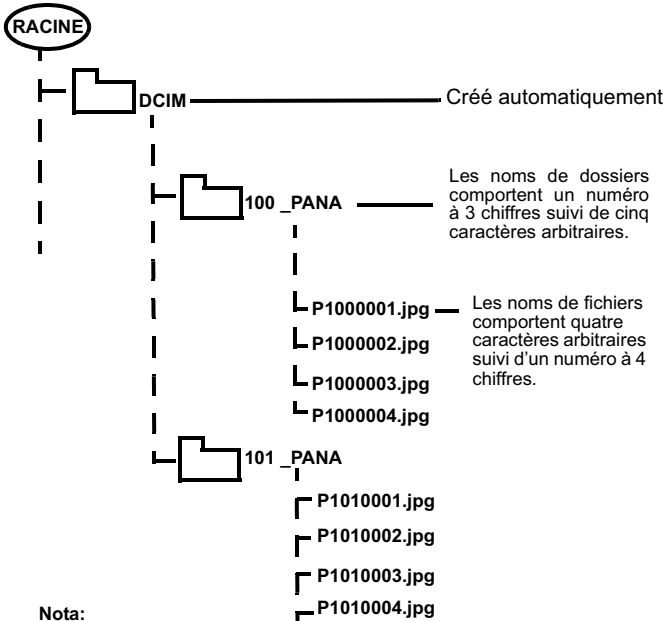 RACINE
DCIM
Créé automatiquement
100 _PANA
Les noms de dossiers
comportent un numéro
à 3 chiffres suivi de cinq
caractères arbitraires.
P1000001.jpg
Les noms de fichiers
comportent quatre
caractères arbitraires
suivi d'un numéro à 4
chiffres.
P1000002.jpg
P1000003.jpg
P1000004.jpg
101 _PANA
P1010001.jpg
P1010002.jpg
P1010003.jpg
P1010004.jpg
Nota: